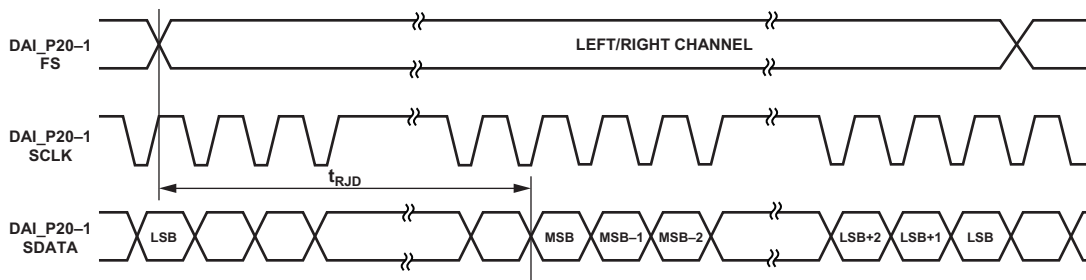 DAI_P20–1
FS
LEFT/RIGHT CHANNEL
DAI_P20–1
SCLK
tRJD
DAI_P20–1
SDATA
LSB
MSB
MSB–1
MSB–2
LSB+2
LSB+1
LSB